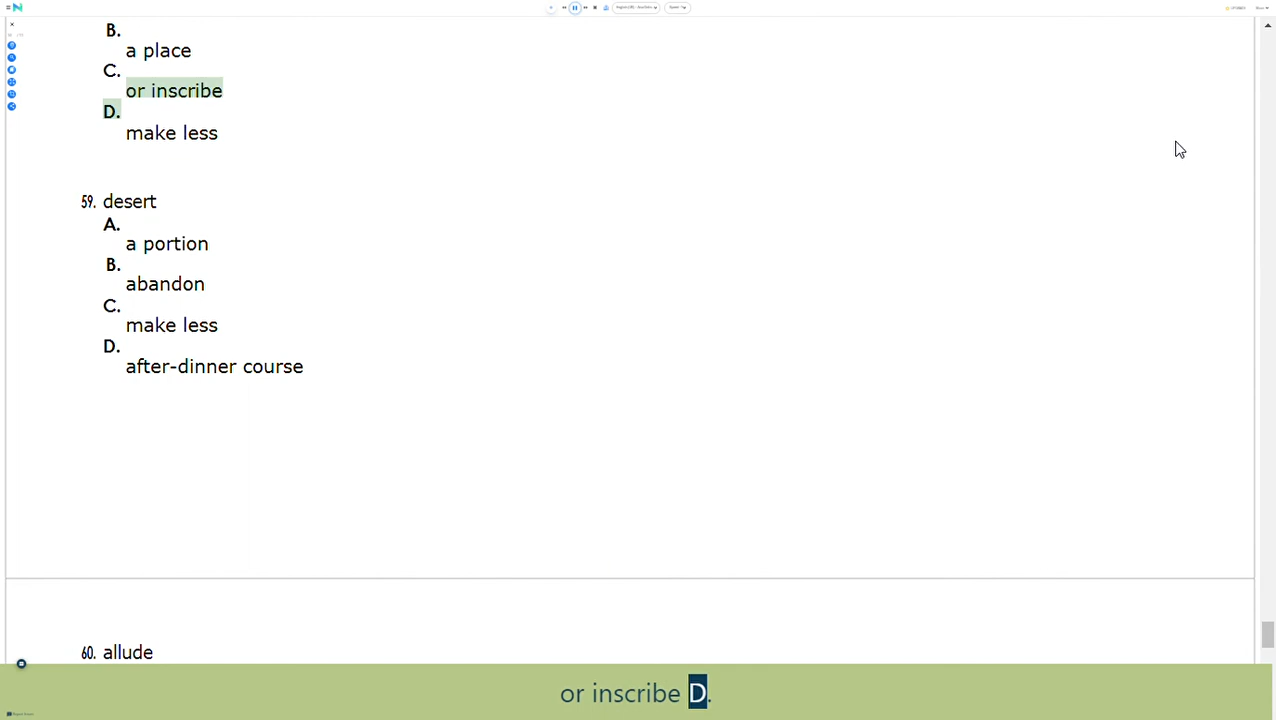 B.
a place
C.
or inscribe
D.
make less
59. desert
A.
a portion
B.
abandon
C.
make less
D.
after-dinner course
60. allude
or inscribe D.